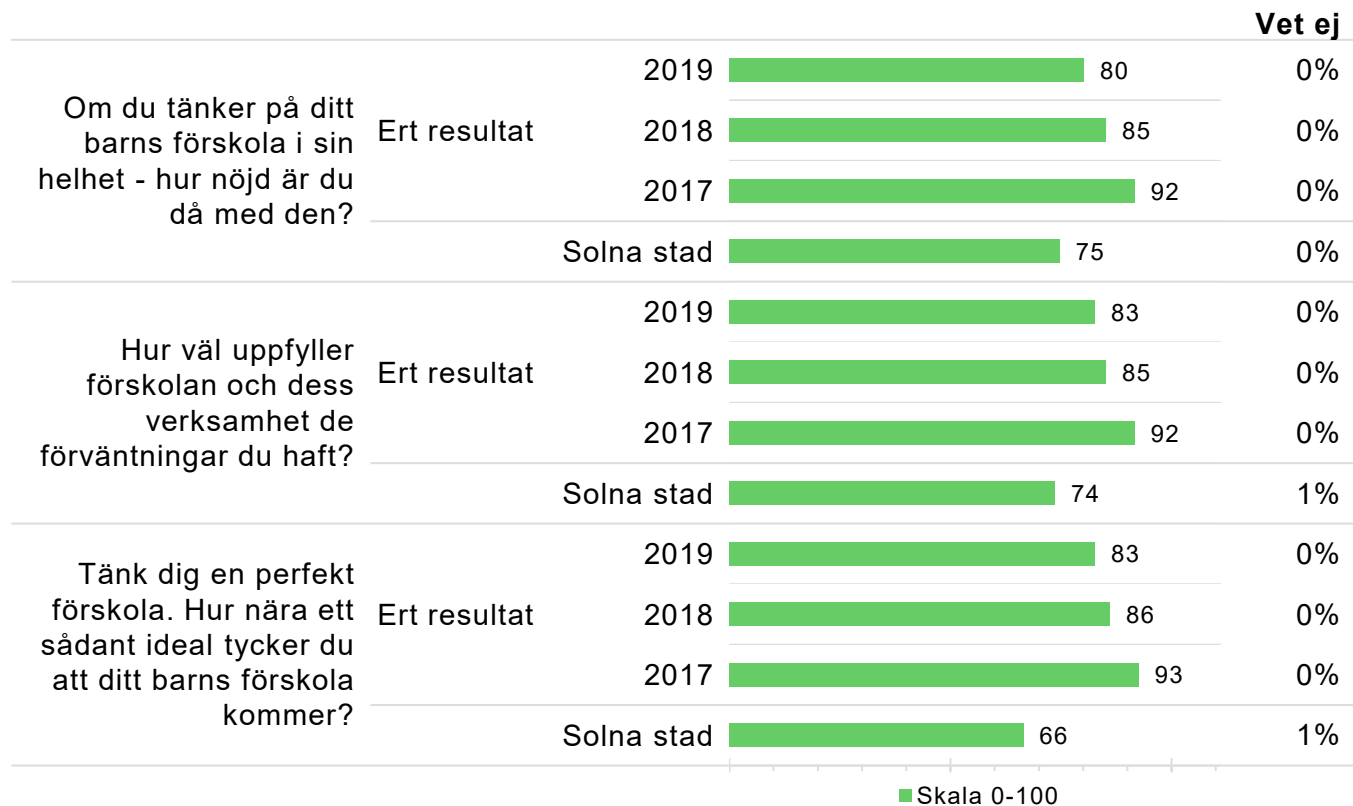 Vet ej
Om du tänker på ditt
barns förskola i sin
helhet - hur nöjd är du
då med den?
Ert resultat
2019 80 0%
2018 85 0%
2017 92 0%
Solna stad 75 0%
Hur väl uppfyller
förskolan och dess
verksamhet de
förväntningar du haft?
Ert resultat
2019 83 0%
2018 85 0%
2017 92 0%
Solna stad 74 1%
Tänk dig en perfekt
förskola. Hur nära ett
sådant ideal tycker du
att ditt barns förskola
kommer?
Ert resultat
2019 83 0%
2018 86 0%
2017 93 0%
Solna stad 66 1%
Skala 0-100